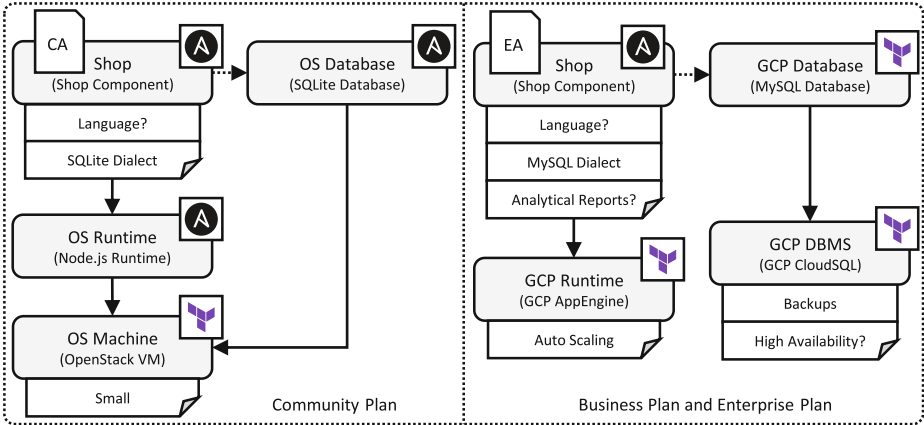 CA
Shop
(Shop Component)
Language?
SQLite Dialect
OS Database
(SQLite Database)
OS Runtime
(Node.js Runtime)
OS Machine
(OpenStack VM)
Small
Community Plan
EA
Shop
(Shop Component)
Language?
MySQL Dialect
Analytical Reports?
GCP Database
(MySQL Database)
GCP Runtime
(GCP AppEngine)
Auto Scaling
GCP DBMS
(GCP CloudSQL)
Backups
High Availability?
Business Plan and Enterprise Plan